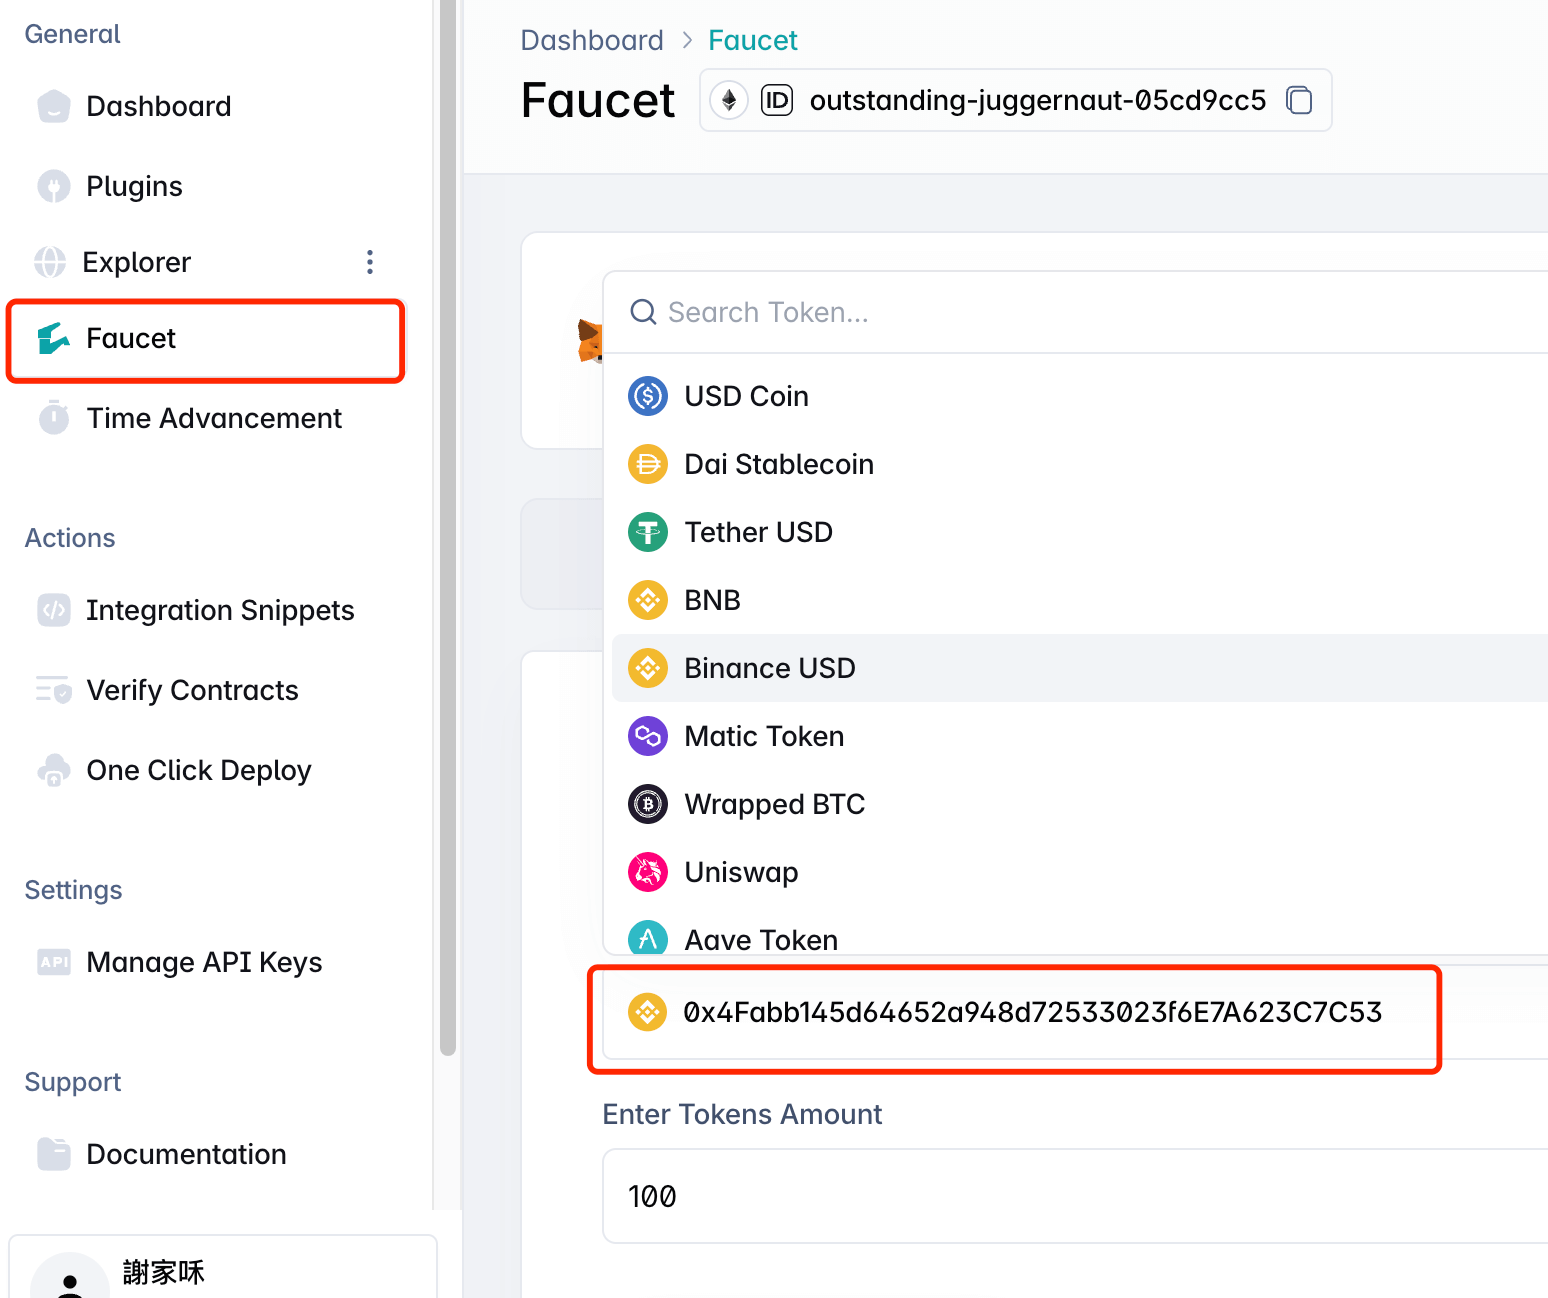 General
Dashboard
Plugins
Explorer
Faucet
Time Advancement
Actions
Integration Snippets
Verify Contracts
One Click Deploy
Settings
API
Manage API Keys
Support
Documentation
謝家咊
Dashboard > Faucet
Faucet
ID outstanding-juggernaut-05cd9cc5
Search Token...
USD Coin
Dai Stablecoin
Tether USD
BNB
Binance USD
Matic Token
Wrapped BTC
Uniswap
Aave Token
0x4Fabb145d64652a948d72533023f6E7A623C7C53
Enter Tokens Amount
100